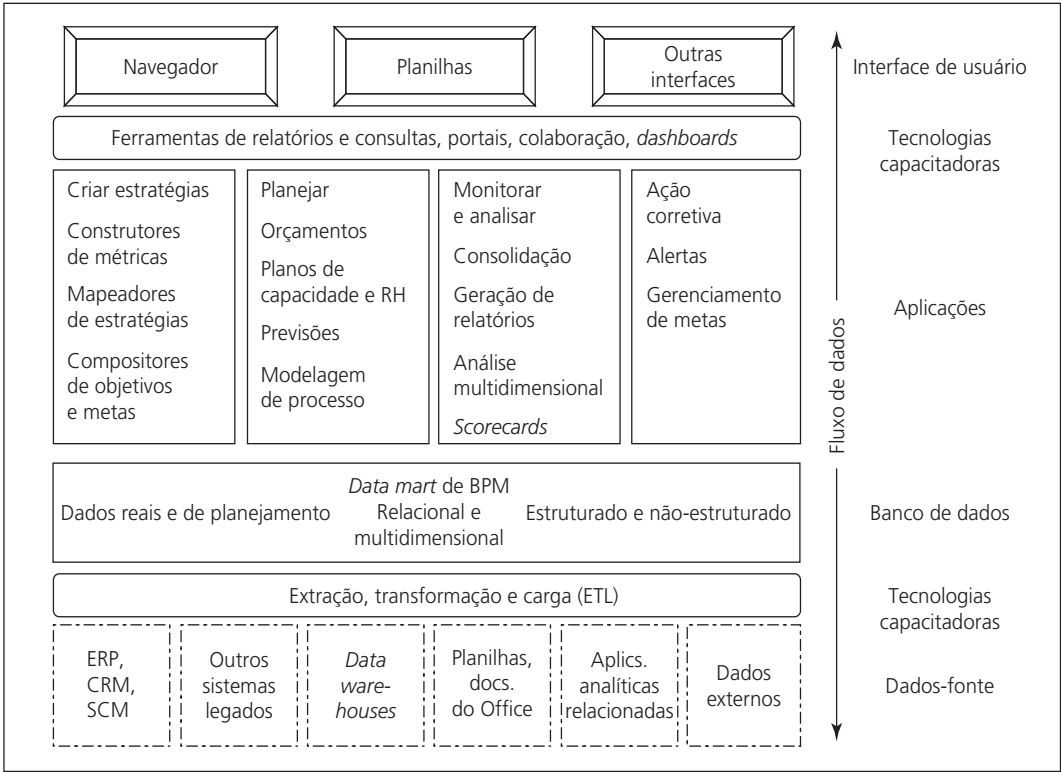 Navegador
Planilhas
Outras
interfaces
Interface de usuário
Ferramentas de relatórios e consultas, portais, colaboração, dashboards
Tecnologias
capacitadoras
Criar estratégias
Construtores
de métricas
Mapeadores
de estratégias
Compositores
de objetivos
e metas
Planejar
Orçamentos
Planos de
capacidade e RH
Previsões
Modelagem
de processo
Monitorar
e analisar
Consolidação
Geração de
relatórios
Análise
multidimensional
Scorecards
Ação
corretiva
Alertas
Gerenciamento
de metas
Fluxo de dados
Aplicações
Dados reais e de planejamento
Data mart de BPM
Relacional e
multidimensional
Estruturado e não-estruturado
Banco de dados
Extração, transformação e carga (ETL)
Tecnologias
capacitadoras
ERP,
CRM,
SCM
Outros
sistemas
legados
Data
ware-
houses
Planilhas,
docs.
do Office
Aplics.
analíticas
relacionadas
Dados
externos
Dados-fonte